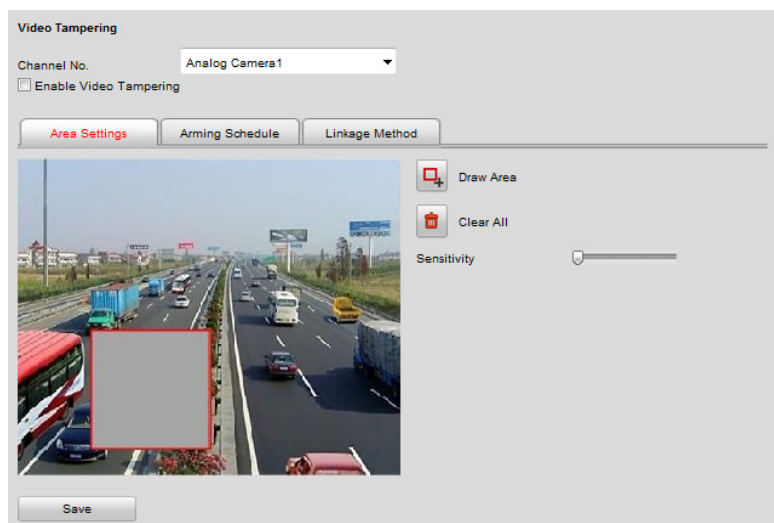 Video Tampering
Channel No.
Analog Camera1
Enable Video Tampering
Area Settings
Arming Schedule
Linkage Method
Draw Area
Clear All
Sensitivity
Save